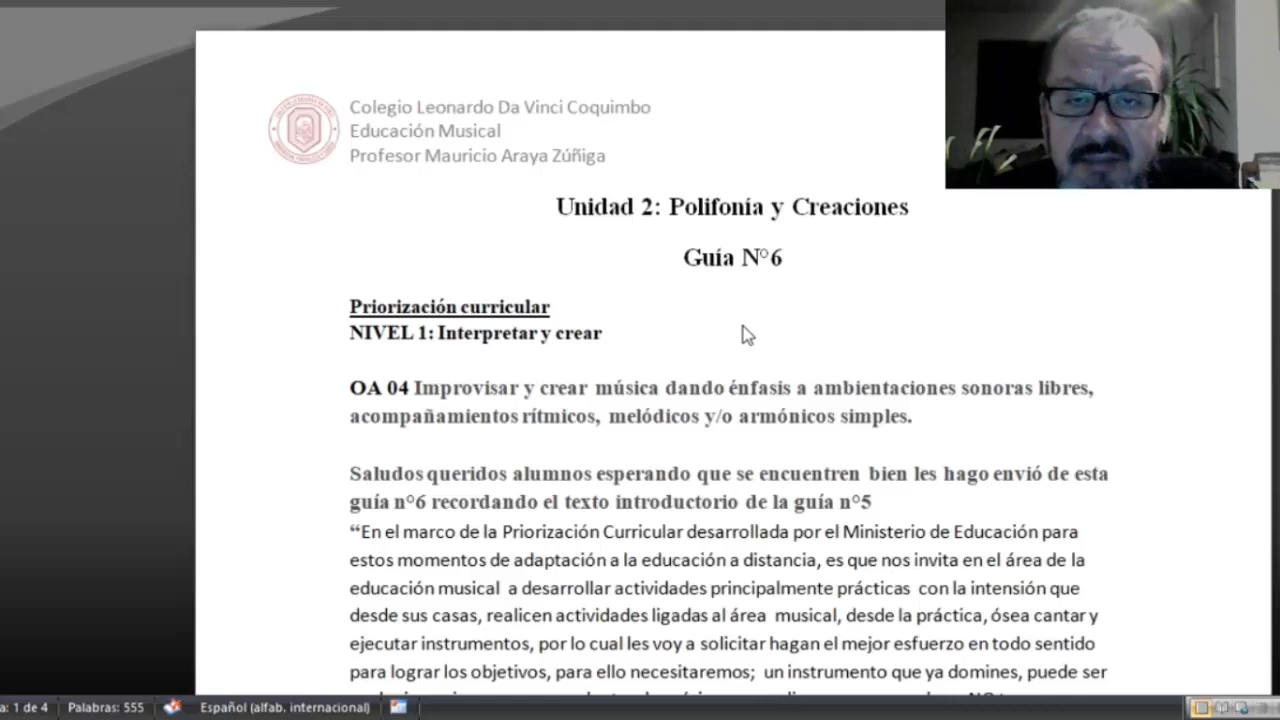 Colegio Leonardo Da Vinci Coquimbo
Educación Musical
Profesor Mauricio Araya Zúñiga
Unidad 2: Polifonía y Creaciones
Guía N°6
Priorización curricular
NIVEL 1: Interpretar y crear
OA 04 Improvisar y crear música dando énfasis a ambientaciones sonoras libres,
acompañamientos rítmicos, melódicos y/o armónicos simples.
Saludos queridos alumnos esperando que se encuentren bien les hago envió de esta
guía n°6 recordando el texto introductorio de la guía n°5
“En el marco de la Priorización Curricular desarrollada por el Ministerio de Educación para
estos momentos de adaptación a la educación a distancia, es que nos invita en el área de la
educación musical a desarrollar actividades principalmente prácticas con la intensión que
desde sus casas, realicen actividades ligadas al área musical, desde la práctica, ósea cantar y
ejecutar instrumentos, por lo cual les voy a solicitar hagan el mejor esfuerzo en todo sentido
para lograr los objetivos, para ello necesitaremos; un instrumento que ya domines, puede ser
a: 1 de 4 Palabras: 555 Español (alfab. internacional)